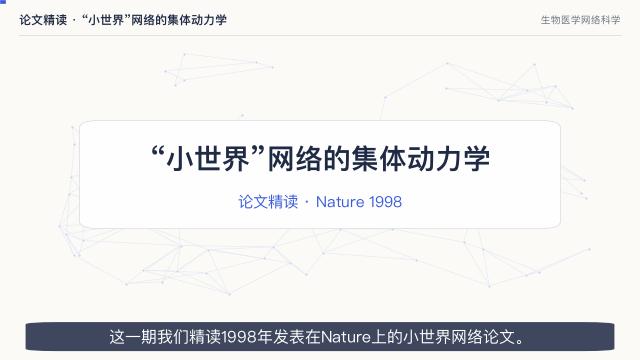 论文精读 · “小世界”网络的集体动力学
生物医学网络科学
“小世界”网络的集体动力学
论文精读 · Nature 1998
这一期我们精读1998年发表在Nature上的小世界网络论文。